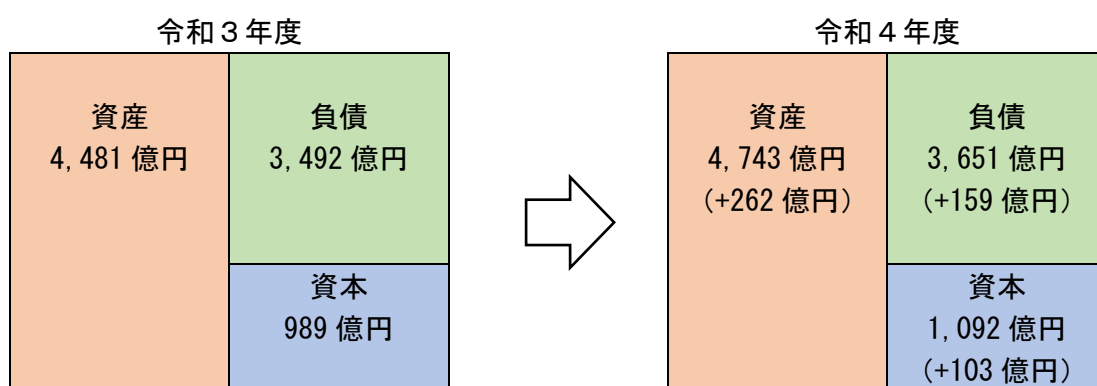 令和３年度
資産
4,481 億円
負債
3,492 億円
資本
989 億円
令和４年度
資産
4,743 億円
(+262 億円)
負債
3,651 億円
(+159 億円)
資本
1,092 億円
(+103 億円)